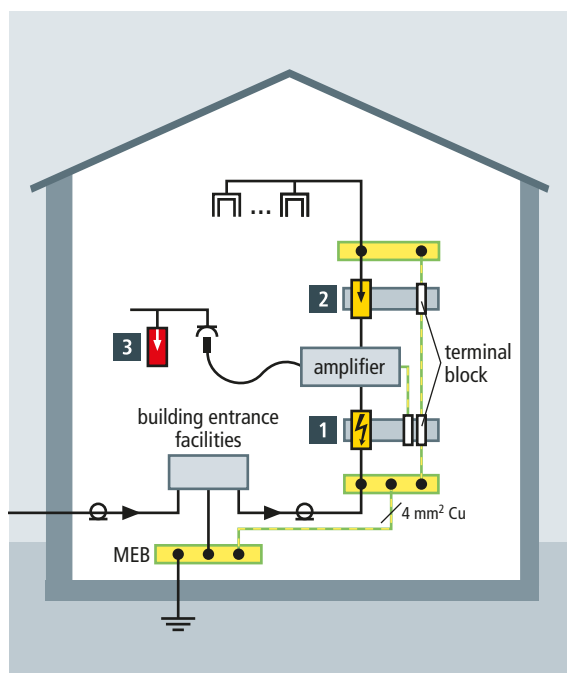 ...
2
3
amplifier
terminal
block
building entrance
facilities
1
4 mm² Cu
MEB